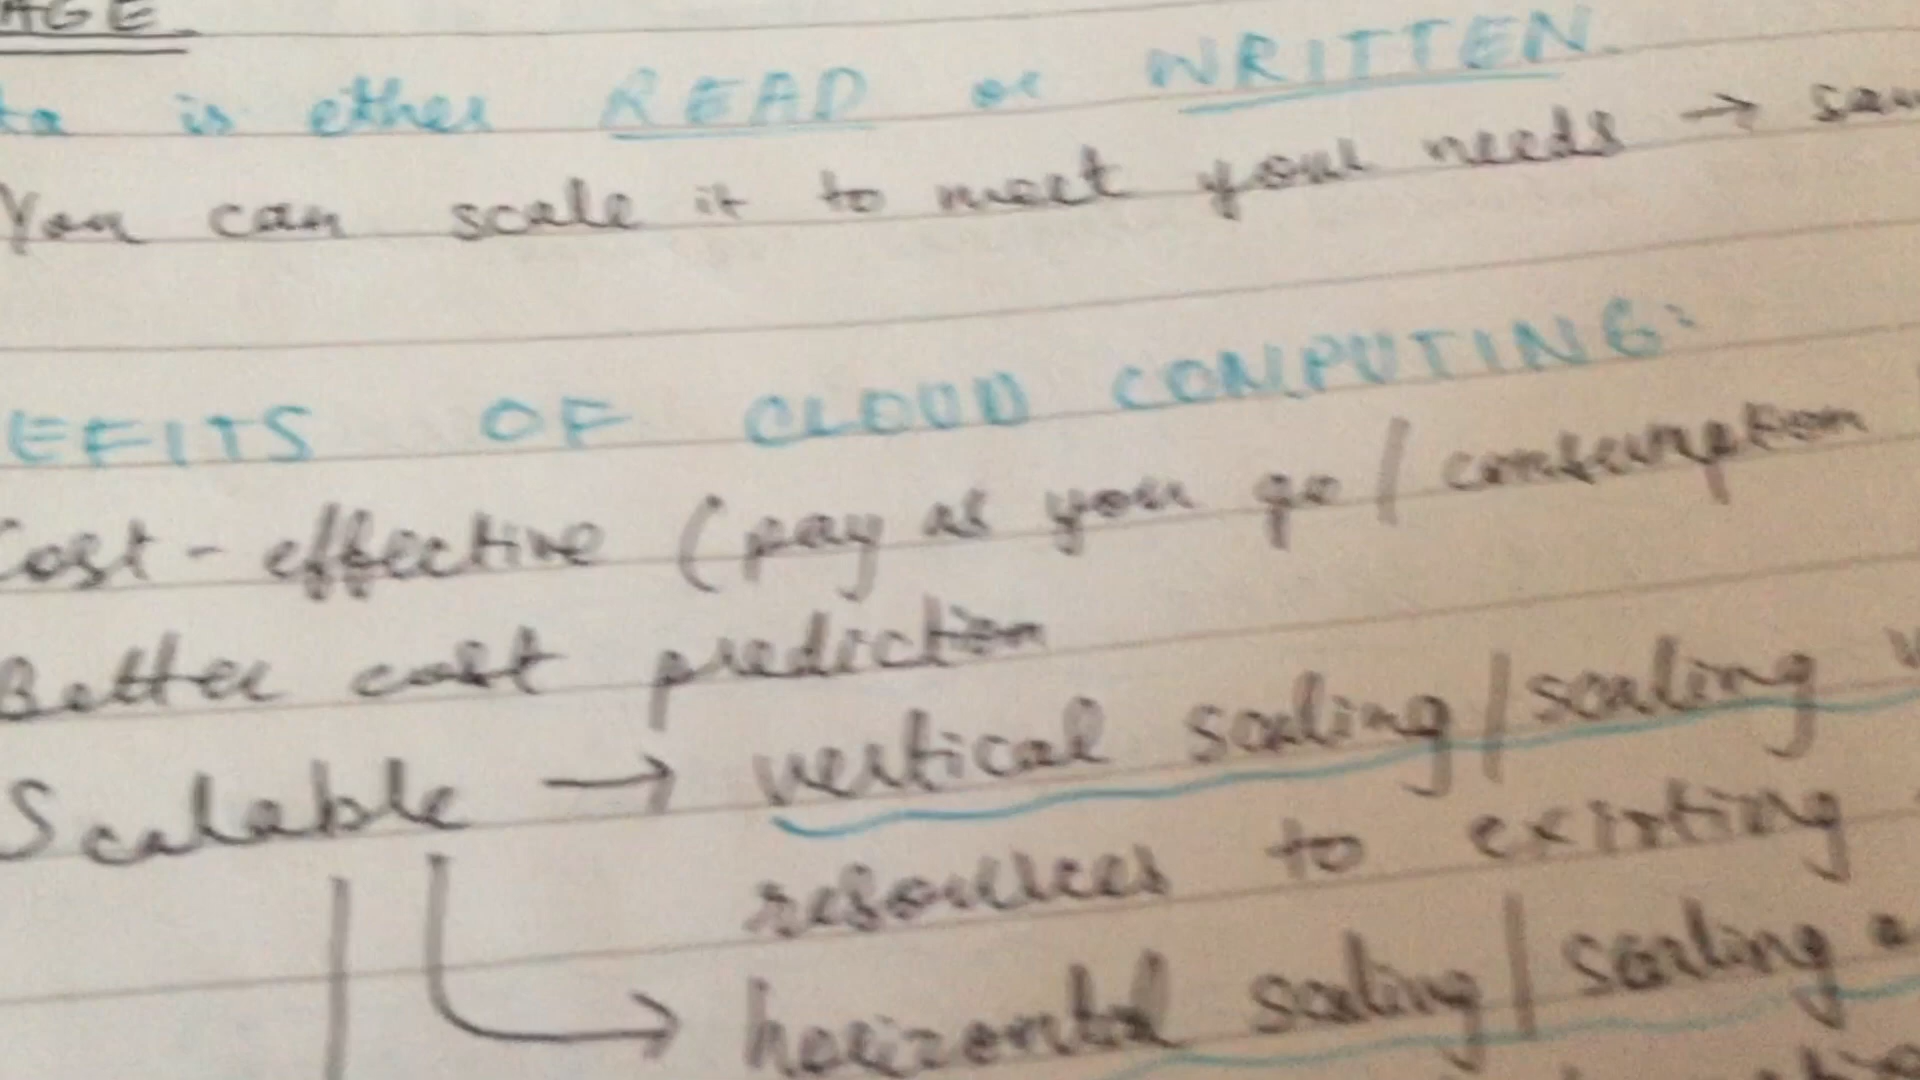 AGE
ta is either READ or WRITTEN
You can scale it to meet your needs →
EFITS OF CLOUD COMPUTING:
Cost-effective (pay as you go / consumption
Better cost prediction
Scalable → vertical scaling / scaling
resources to existing
→ horizontal scaling / scaling